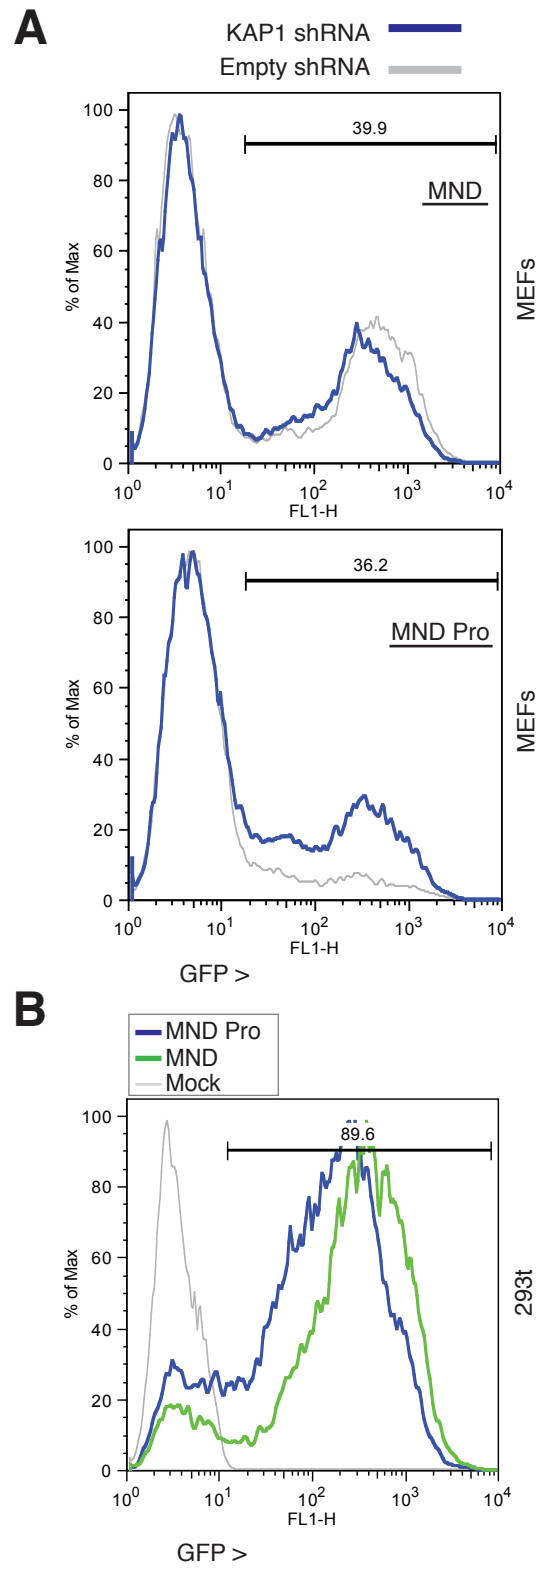 A
KAP1 shRNA
Empty shRNA
100
80
60
40
20
0
% of Max
39.9
MND
MEFs
10^0 10^1 10^2 10^3 10^4
FL1-H
100
80
60
40
20
0
% of Max
36.2
MND Pro
MEFs
10^0 10^1 10^2 10^3 10^4
FL1-H
GFP >
B
MND Pro
MND
Mock
100
80
60
40
20
0
% of Max
89.6
293t
10^0 10^1 10^2 10^3 10^4
FL1-H
GFP >